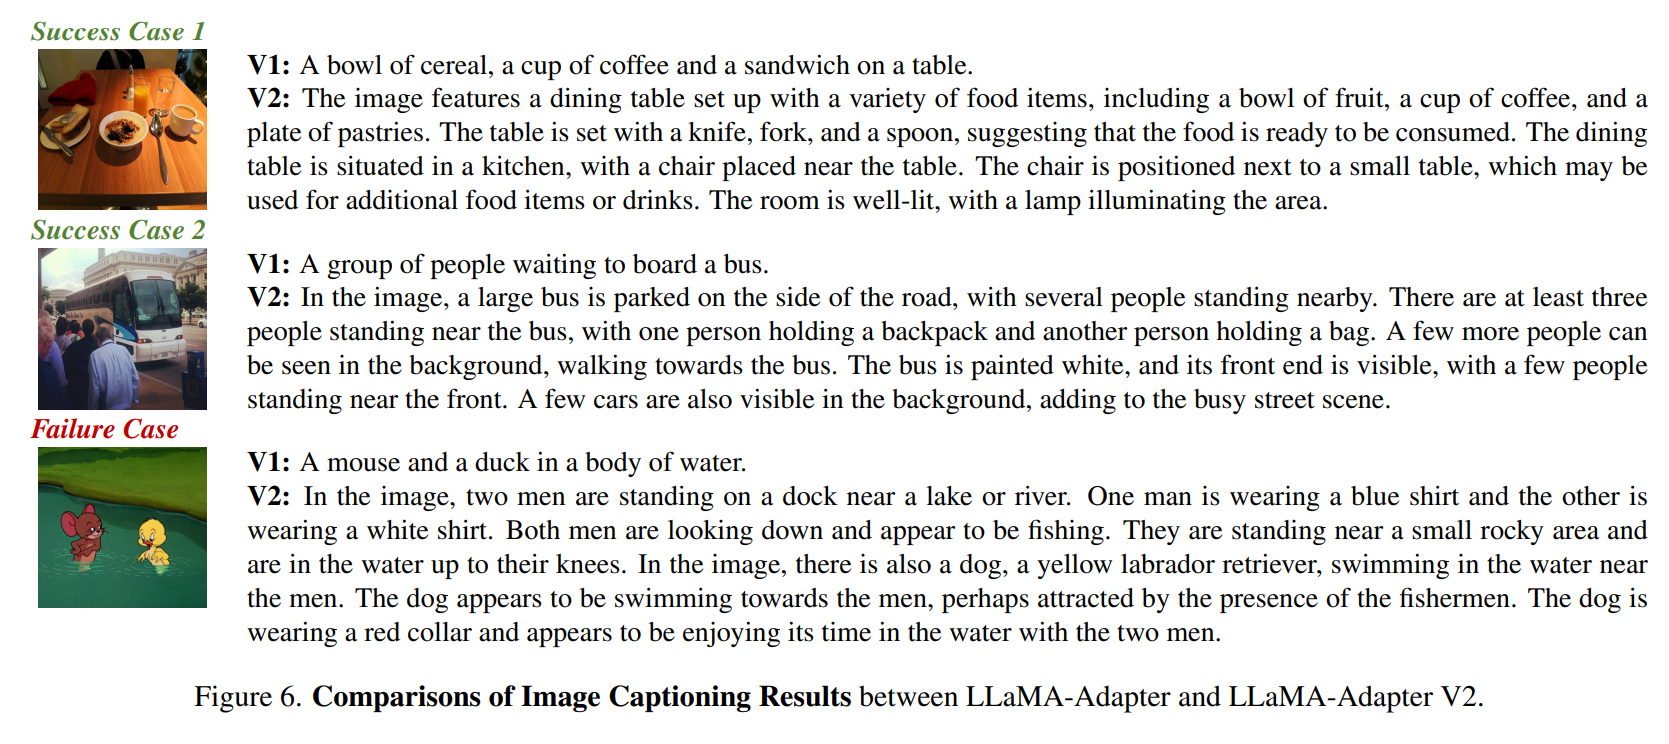 Success Case 1
V1: A bowl of cereal, a cup of coffee and a sandwich on a table.
V2: The image features a dining table set up with a variety of food items, including a bowl of fruit, a cup of coffee, and a
plate of pastries. The table is set with a knife, fork, and a spoon, suggesting that the food is ready to be consumed. The dining
table is situated in a kitchen, with a chair placed near the table. The chair is positioned next to a small table, which may be
used for additional food items or drinks. The room is well-lit, with a lamp illuminating the area.
Success Case 2
V1: A group of people waiting to board a bus.
V2: In the image, a large bus is parked on the side of the road, with several people standing nearby. There are at least three
people standing near the bus, with one person holding a backpack and another person holding a bag. A few more people can
be seen in the background, walking towards the bus. The bus is painted white, and its front end is visible, with a few people
standing near the front. A few cars are also visible in the background, adding to the busy street scene.
Failure Case
V1: A mouse and a duck in a body of water.
V2: In the image, two men are standing on a dock near a lake or river. One man is wearing a blue shirt and the other is
wearing a white shirt. Both men are looking down and appear to be fishing. They are standing near a small rocky area and
are in the water up to their knees. In the image, there is also a dog, a yellow labrador retriever, swimming in the water near
the men. The dog appears to be swimming towards the men, perhaps attracted by the presence of the fishermen. The dog is
wearing a red collar and appears to be enjoying its time in the water with the two men.
Figure 6. Comparisons of Image Captioning Results between LLaMA-Adapter and LLaMA-Adapter V2.